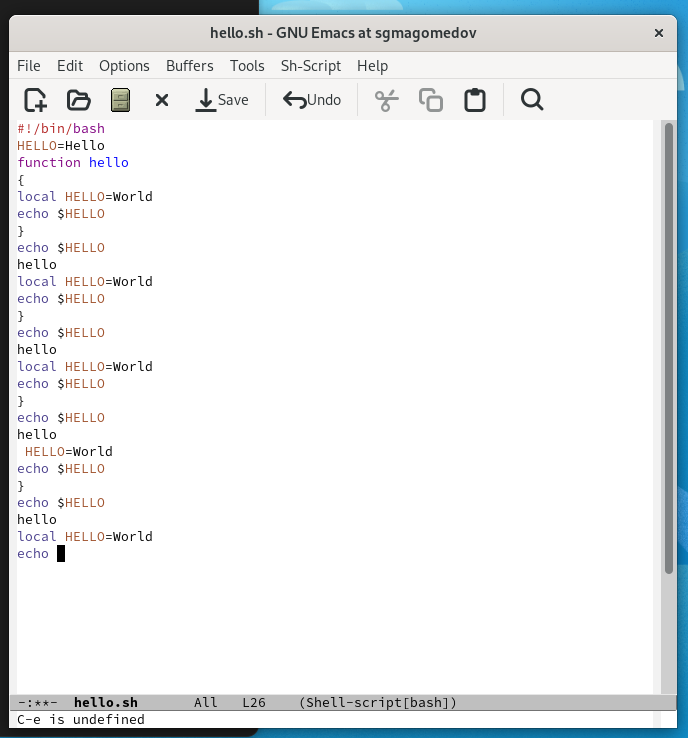 hello.sh - GNU Emacs at sgmagomedov
File Edit Options Buffers Tools Sh-Script Help
Save Undo
#!/bin/bash
HELLO=Hello
function hello
{
local HELLO=World
echo $HELLO
}
echo $HELLO
hello
local HELLO=World
echo $HELLO
}
echo $HELLO
hello
local HELLO=World
echo $HELLO
}
echo $HELLO
hello
 HELLO=World
echo $HELLO
}
echo $HELLO
hello
local HELLO=World
echo
-:**- hello.sh All L26 (Shell-script[bash])
C-e is undefined